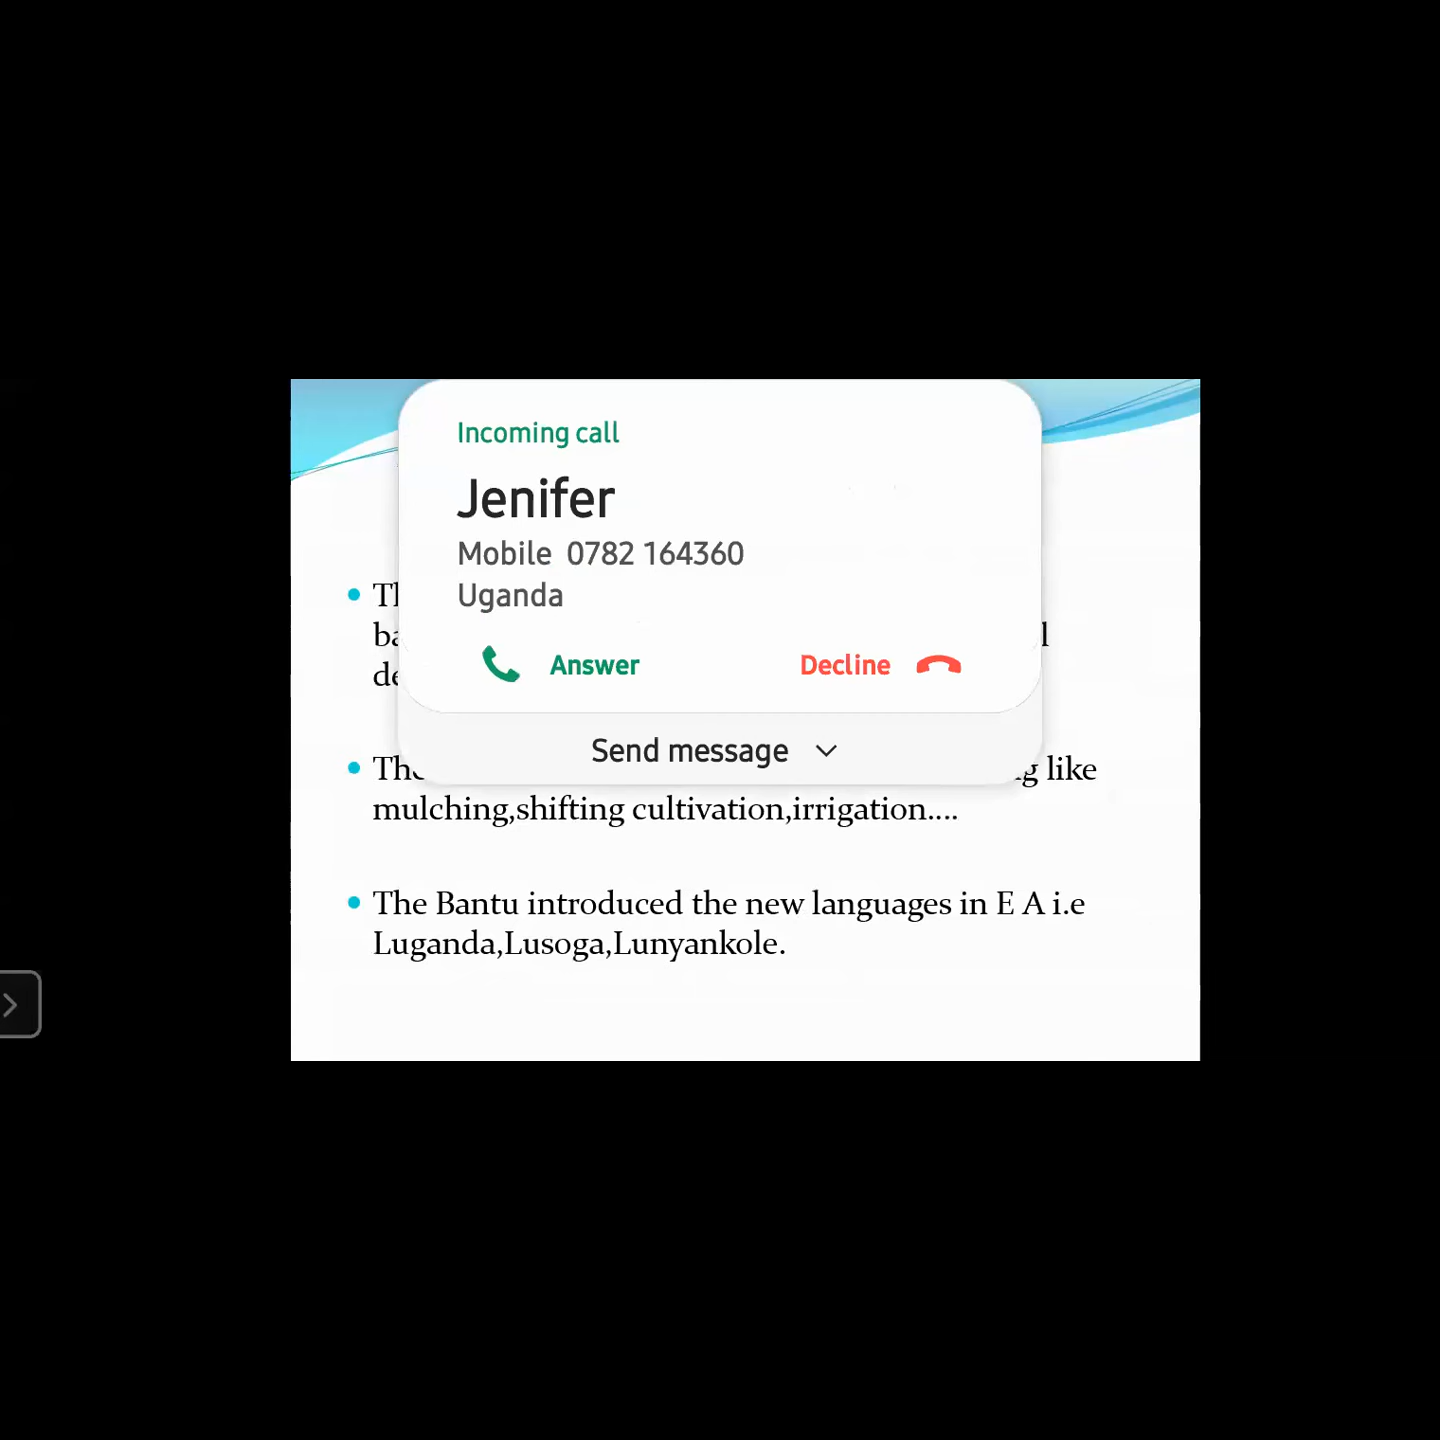 Incoming call
Jenifer
Mobile 0782 164360
Uganda
Answer Decline
Send message
like
mulching,shifting cultivation,irrigation....
The Bantu introduced the new languages in E A i.e
Luganda,Lusoga,Lunyankole.